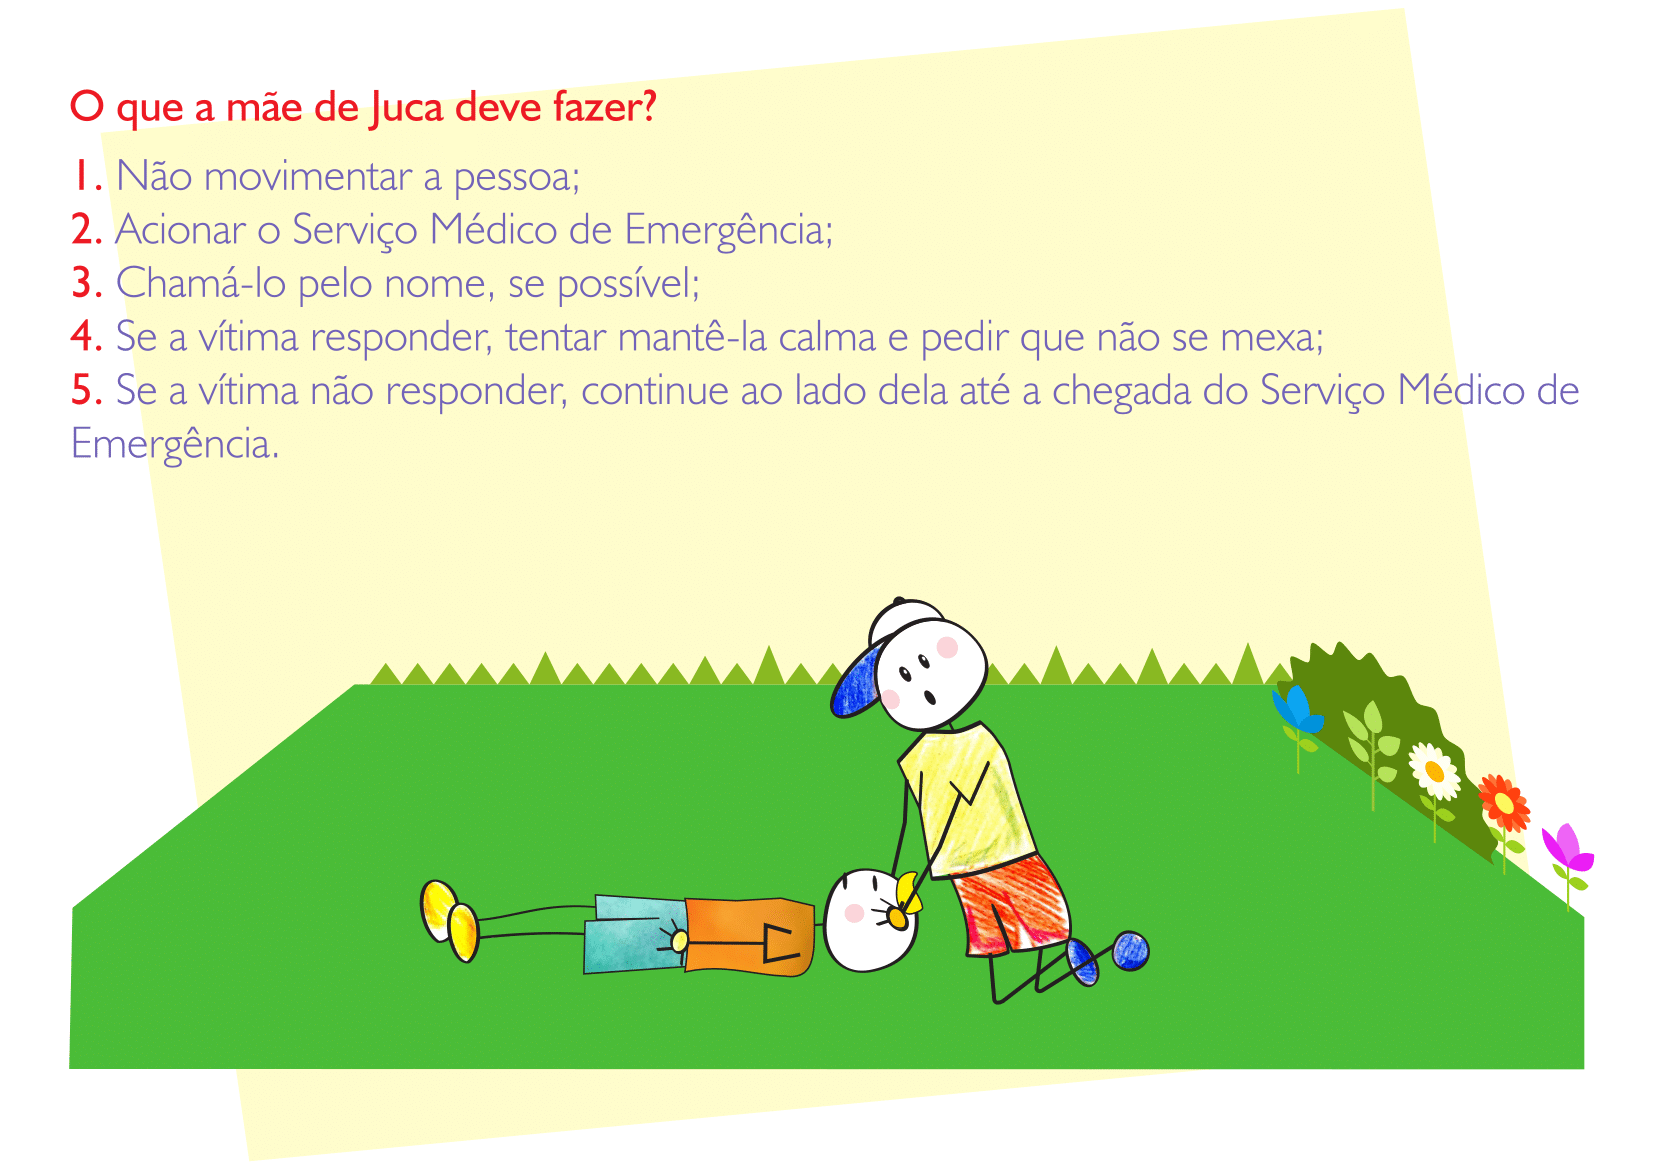 O que a mãe de Juca deve fazer?
1. Não movimentar a pessoa;
2. Acionar o Serviço Médico de Emergência;
3. Chamá-lo pelo nome, se possível;
4. Se a vítima responder, tentar mantê-la calma e pedir que não se mexa;
5. Se a vítima não responder, continue ao lado dela até a chegada do Serviço Médico de
Emergência.